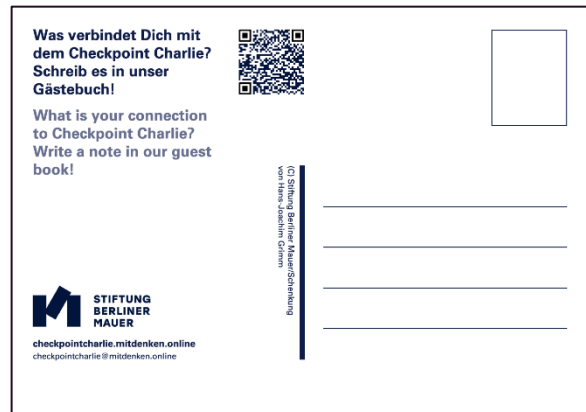 Was verbindet Dich mit
dem Checkpoint Charlie?
Schreib es in unser
Gästebuch!
What is your connection
to Checkpoint Charlie?
Write a note in our guest
book!
(C) Stiftung Berliner Mauer/Schenkung
von Hans-Joachim Grimm
STIFTUNG
BERLINER
MAUER
checkpointcharlie.mitdenken.online
checkpointcharlie@mitdenken.online